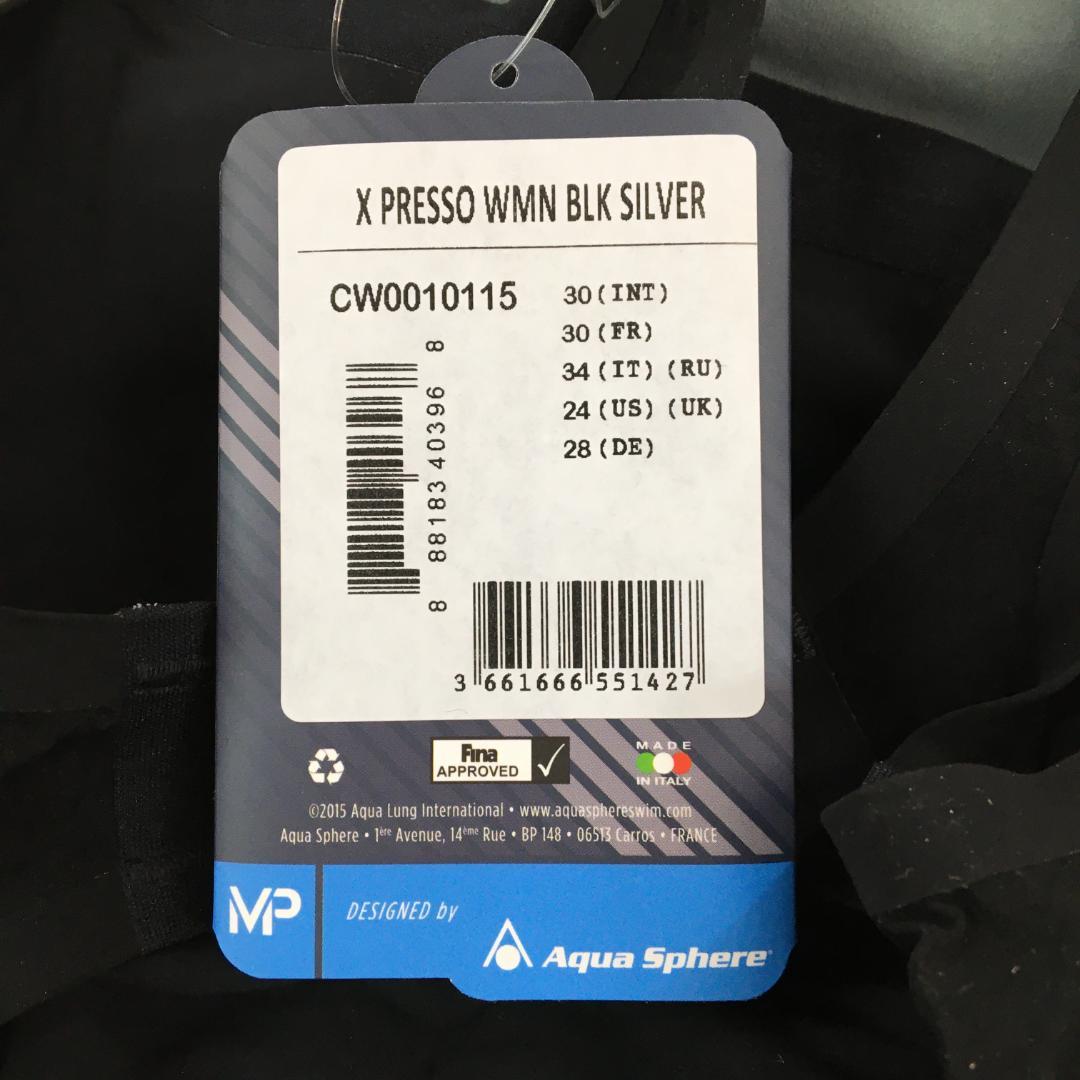 X PRESSO WMN BLK SILVER
CW0010115
30 (INT)
30 (FR)
34 (IT) (RU)
24 (US) (UK)
28 (DE)
8 88183 40396 8
3 661666 551427
Fina
APPROVED
MADE
IN ITALY
©2015 Aqua Lung International • www.aquasphereswim.com
Aqua Sphere • 1ère Avenue, 14ème Rue • BP 148 • 06513 Carros • FRANCE
MP
DESIGNED by
Aqua Sphere®